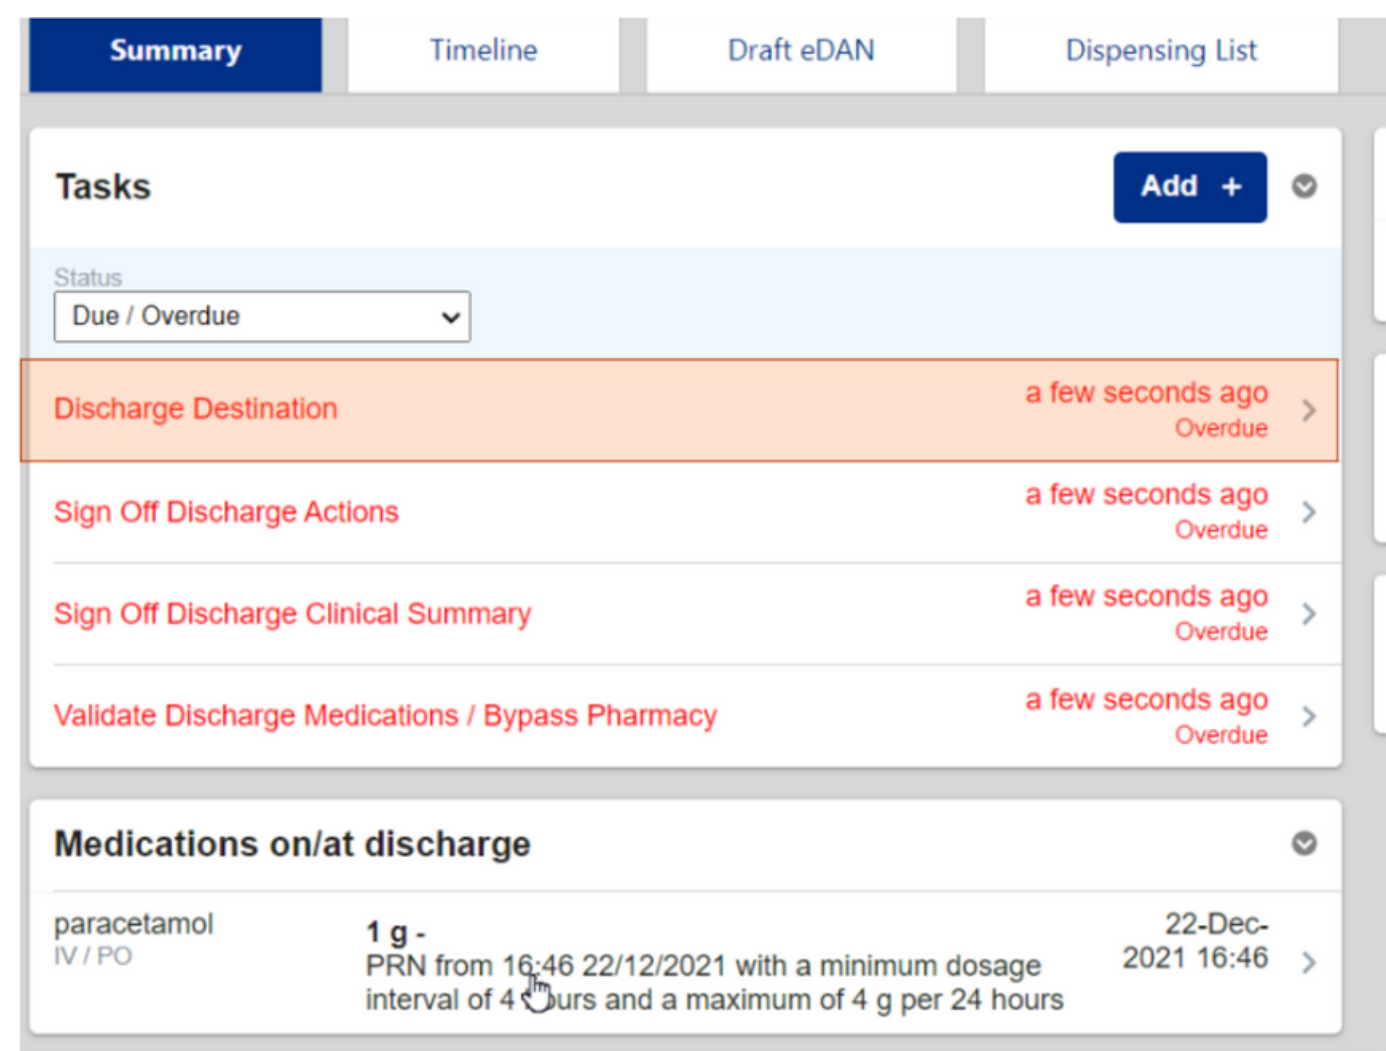 Summary
Timeline
Draft eDAN
Dispensing List
Tasks
Add +
Status
Due / Overdue
Discharge Destination
a few seconds ago
Overdue
Sign Off Discharge Actions
a few seconds ago
Overdue
Sign Off Discharge Clinical Summary
a few seconds ago
Overdue
Validate Discharge Medications / Bypass Pharmacy
a few seconds ago
Overdue
Medications on/at discharge
paracetamol
IV / PO
1 g -
PRN from 16:46 22/12/2021 with a minimum dosage
interval of 4 hours and a maximum of 4 g per 24 hours
22-Dec-
2021 16:46